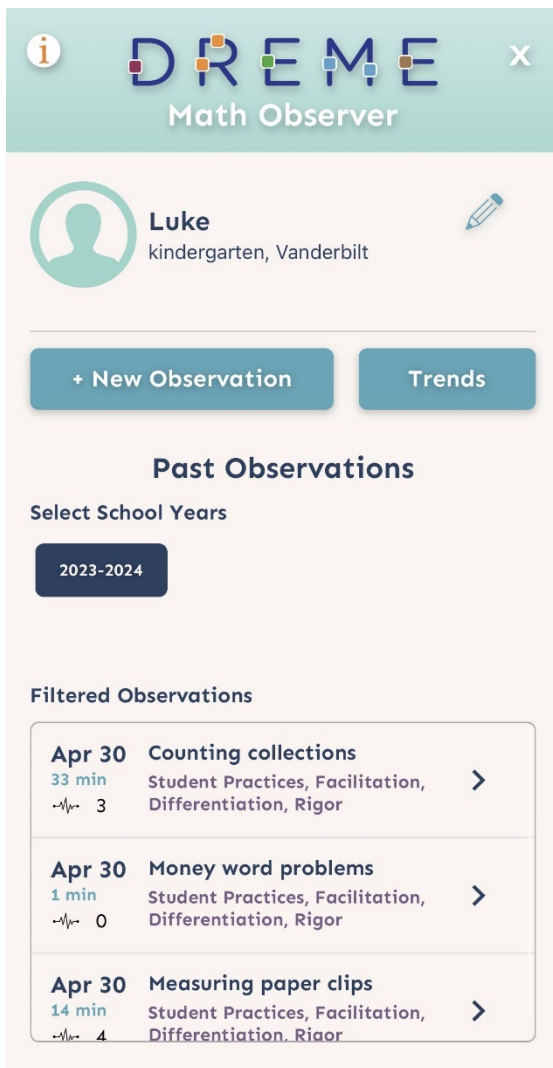 i
DREME
x
Math Observer
Luke
kindergarten, Vanderbilt
+ New Observation
Trends
Past Observations
Select School Years
2023-2024
Filtered Observations
Apr 30 Counting collections
33 min Student Practices, Facilitation,
3 Differentiation, Rigor
Apr 30 Money word problems
1 min Student Practices, Facilitation,
0 Differentiation, Rigor
Apr 30 Measuring paper clips
14 min Student Practices, Facilitation,
4 Differentiation, Rigor